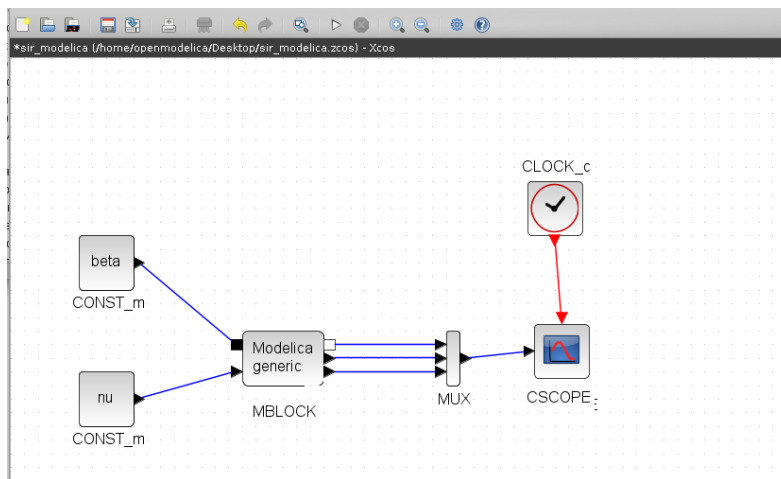 *sir_modelica (/home/openmodelica/Desktop/sir_modelica.zcos) - Xcos
CLOCK_c
beta
CONST_m
Modelica
generic
MBLOCK
MUX
CSCOPE
nu
CONST_m